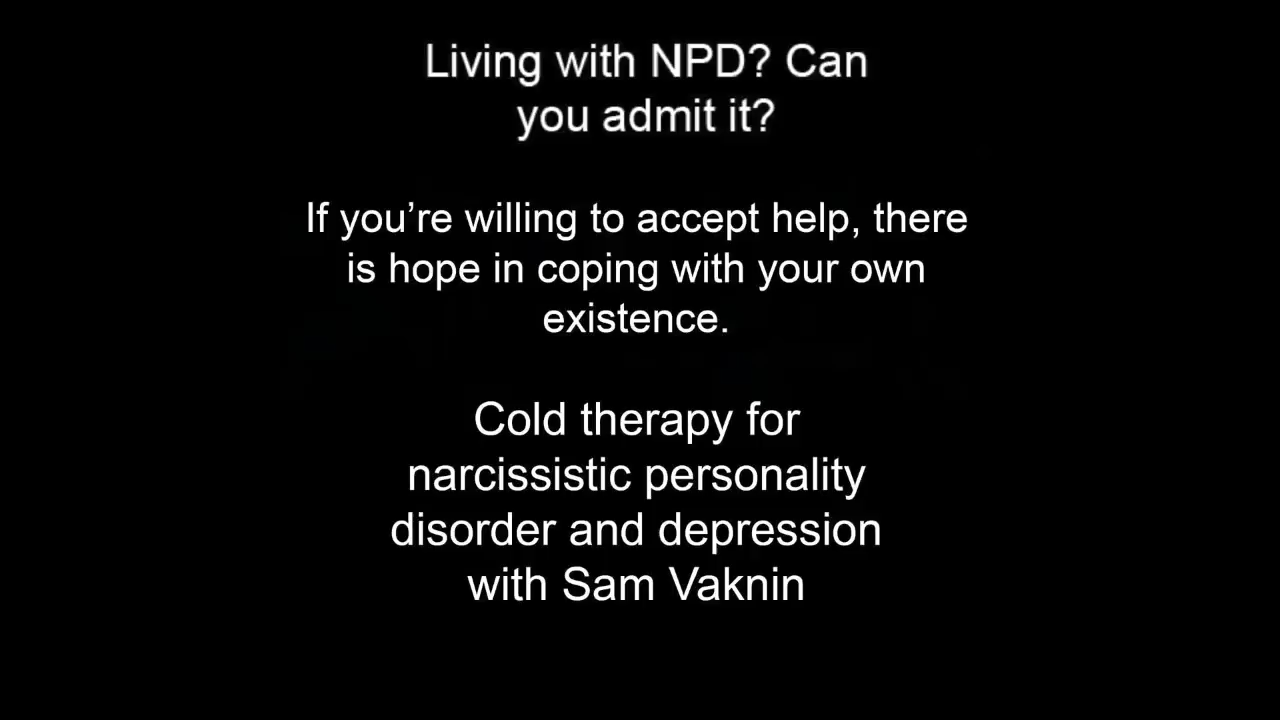 Living with NPD? Can
you admit it?
If you’re willing to accept help, there
is hope in coping with your own
existence.
Cold therapy for
narcissistic personality
disorder and depression
with Sam Vaknin